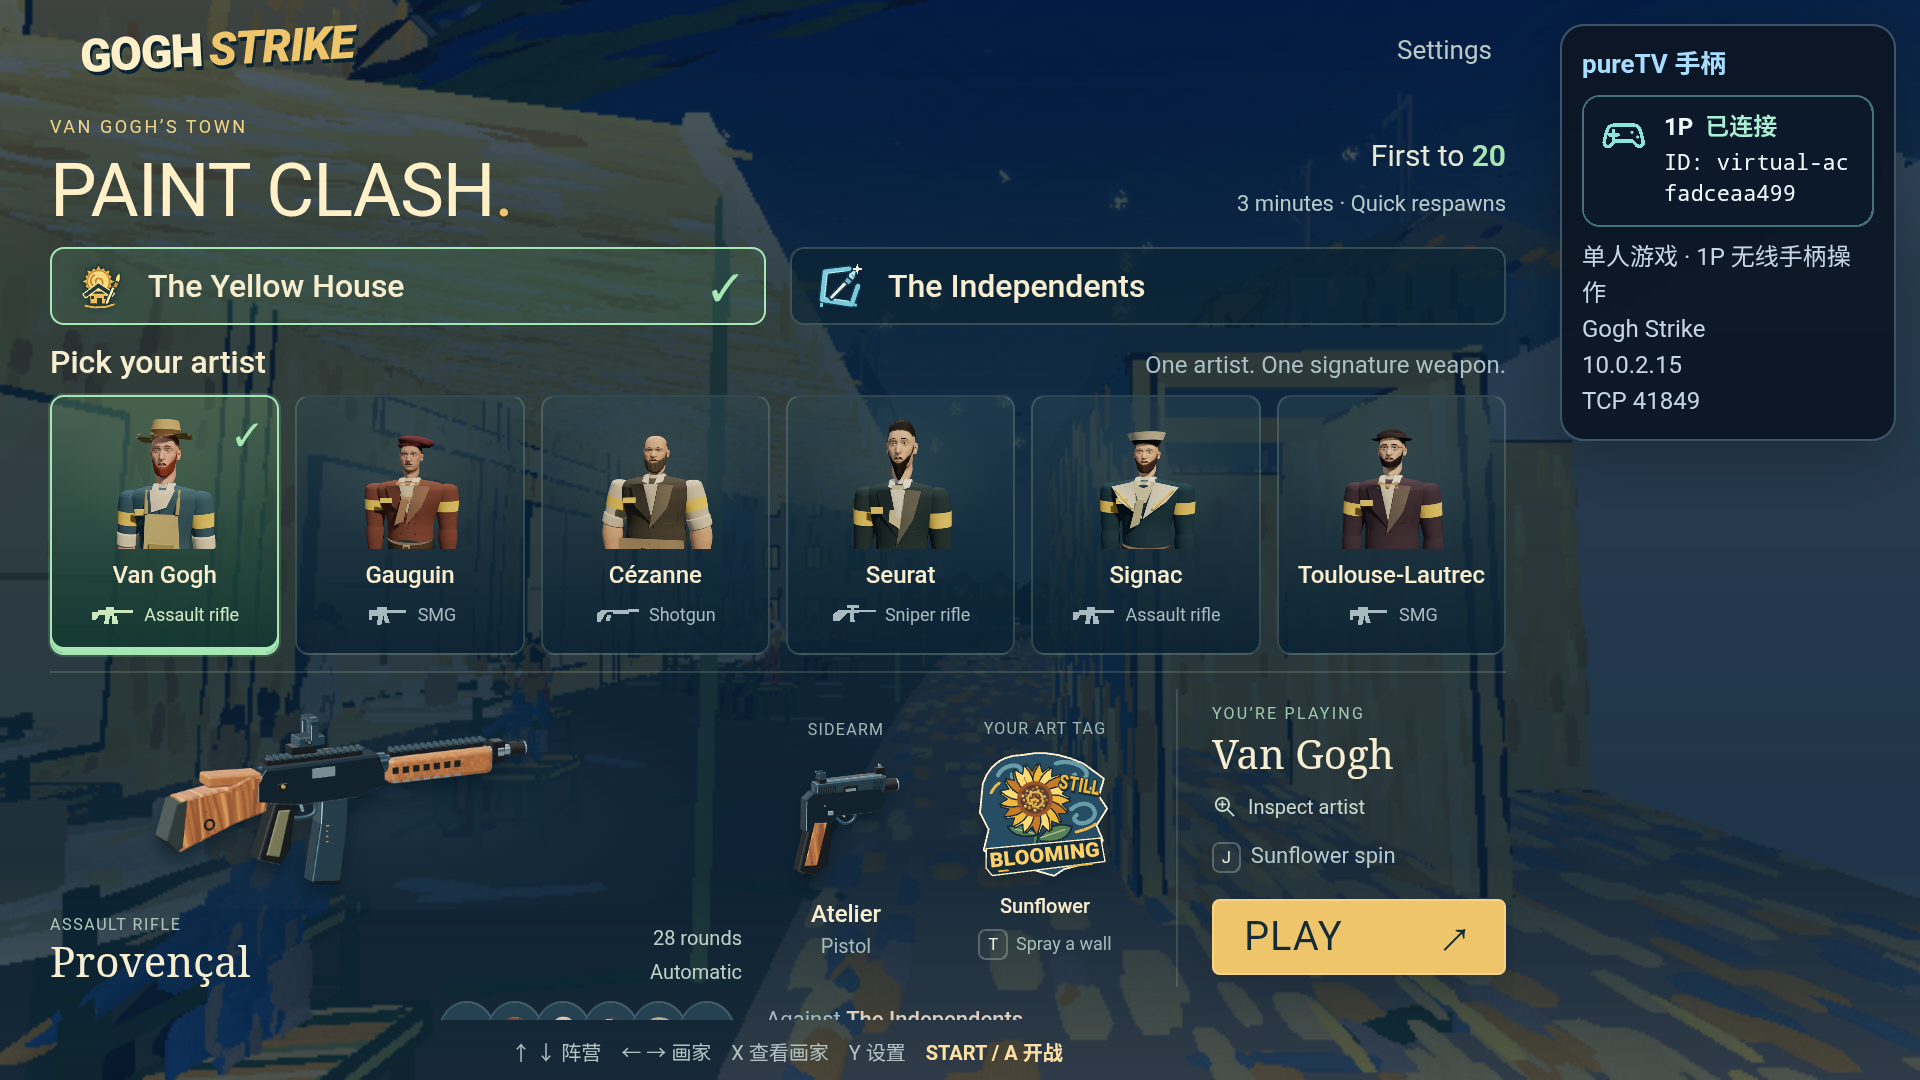 GOGH STRIKE
Settings
VAN GOGH'S TOWN
PAINT CLASH.
First to 20
3 minutes · Quick respawns
The Yellow House ✓
The Independents
Pick your artist
One artist. One signature weapon.
Van Gogh
Assault rifle
Gauguin
SMG
Cézanne
Shotgun
Seurat
Sniper rifle
Signac
Assault rifle
Toulouse-Lautrec
SMG
ASSAULT RIFLE
Provençal
28 rounds
Automatic
SIDEARM
Atelier
Pistol
YOUR ART TAG
STILL
BLOOMING
Sunflower
T Spray a wall
YOU'RE PLAYING
Van Gogh
Inspect artist
J Sunflower spin
PLAY ↗
Against The Independents
↑ ↓ 阵营 ←→ 画家 X 查看画家 Y 设置 START / A 开战
pureTV 手柄
1P 已连接
ID: virtual-ac
fadceaa499
单人游戏 · 1P 无线手柄操
作
Gogh Strike
10.0.2.15
TCP 41849